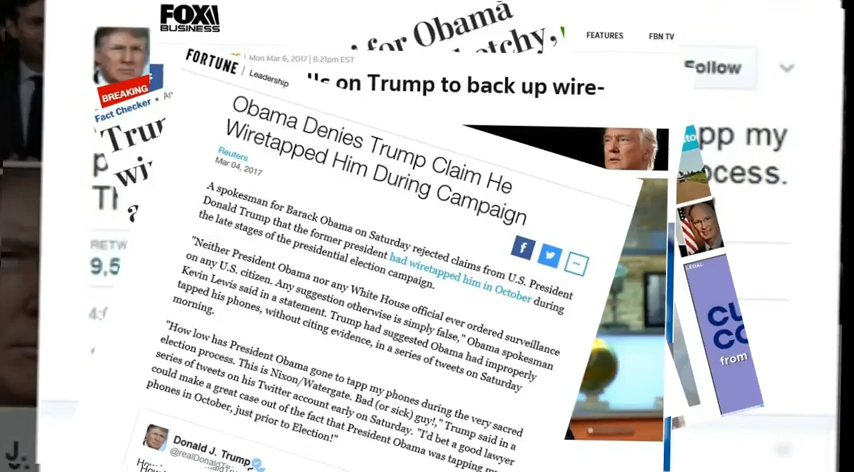 FOX
BUSINESS
for Obama
FEATURES
FBN TV
Mon Mar 6, 2017 | 8:21pm EST
on Trump to back up wire-
ollow
BREAKING
Fact Checker
FORTUNE
Leadership
Obama Denies Trump Claim He
Wiretapped Him During Campaign
Reuters
Mar 04, 2017
A spokesman for Barack Obama on Saturday rejected claims from U.S. President
Donald Trump that the former president had wiretapped him in October during
the late stages of the presidential election campaign.
"Neither President Obama nor any White House official ever ordered surveillance
on any U.S. citizen. Any suggestion otherwise is simply false," Obama spokesman
Kevin Lewis said in a statement. Trump had suggested Obama had improperly
tapped his phones, without citing evidence, in a series of tweets on Saturday
morning.
"How low has President Obama gone to tapp my phones during the very sacred
election process. This is Nixon/Watergate. Bad (or sick) guy!," Trump said in a
series of tweets on his Twitter account early on Saturday. "I'd bet a good lawyer
could make a great case out of the fact that President Obama was tapping my
phones in October, just prior to Election!"
Donald J. Trump
pp my
ocess.
RETW
9,5
LEGAL
CU
CO
from
J.